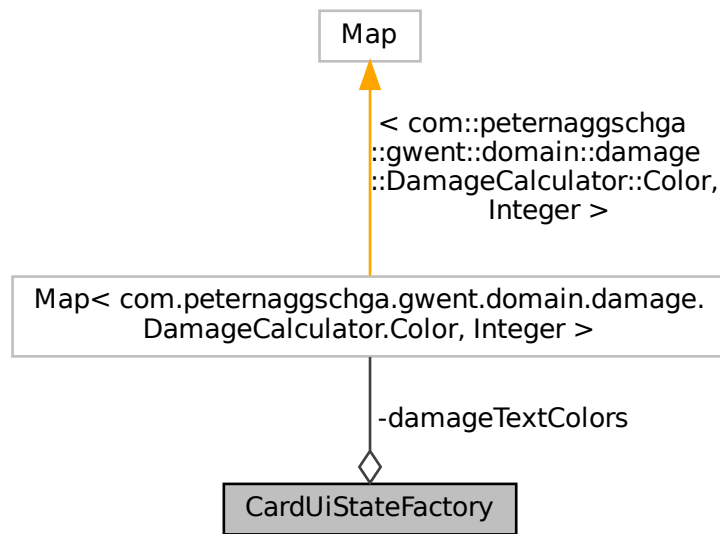 Map
< com::peternaggschga
::gwent::domain::damage
::DamageCalculator::Color,
Integer >
Map< com.peternaggschga.gwent.domain.damage.
DamageCalculator.Color, Integer >
-damageTextColors
CardUiStateFactory